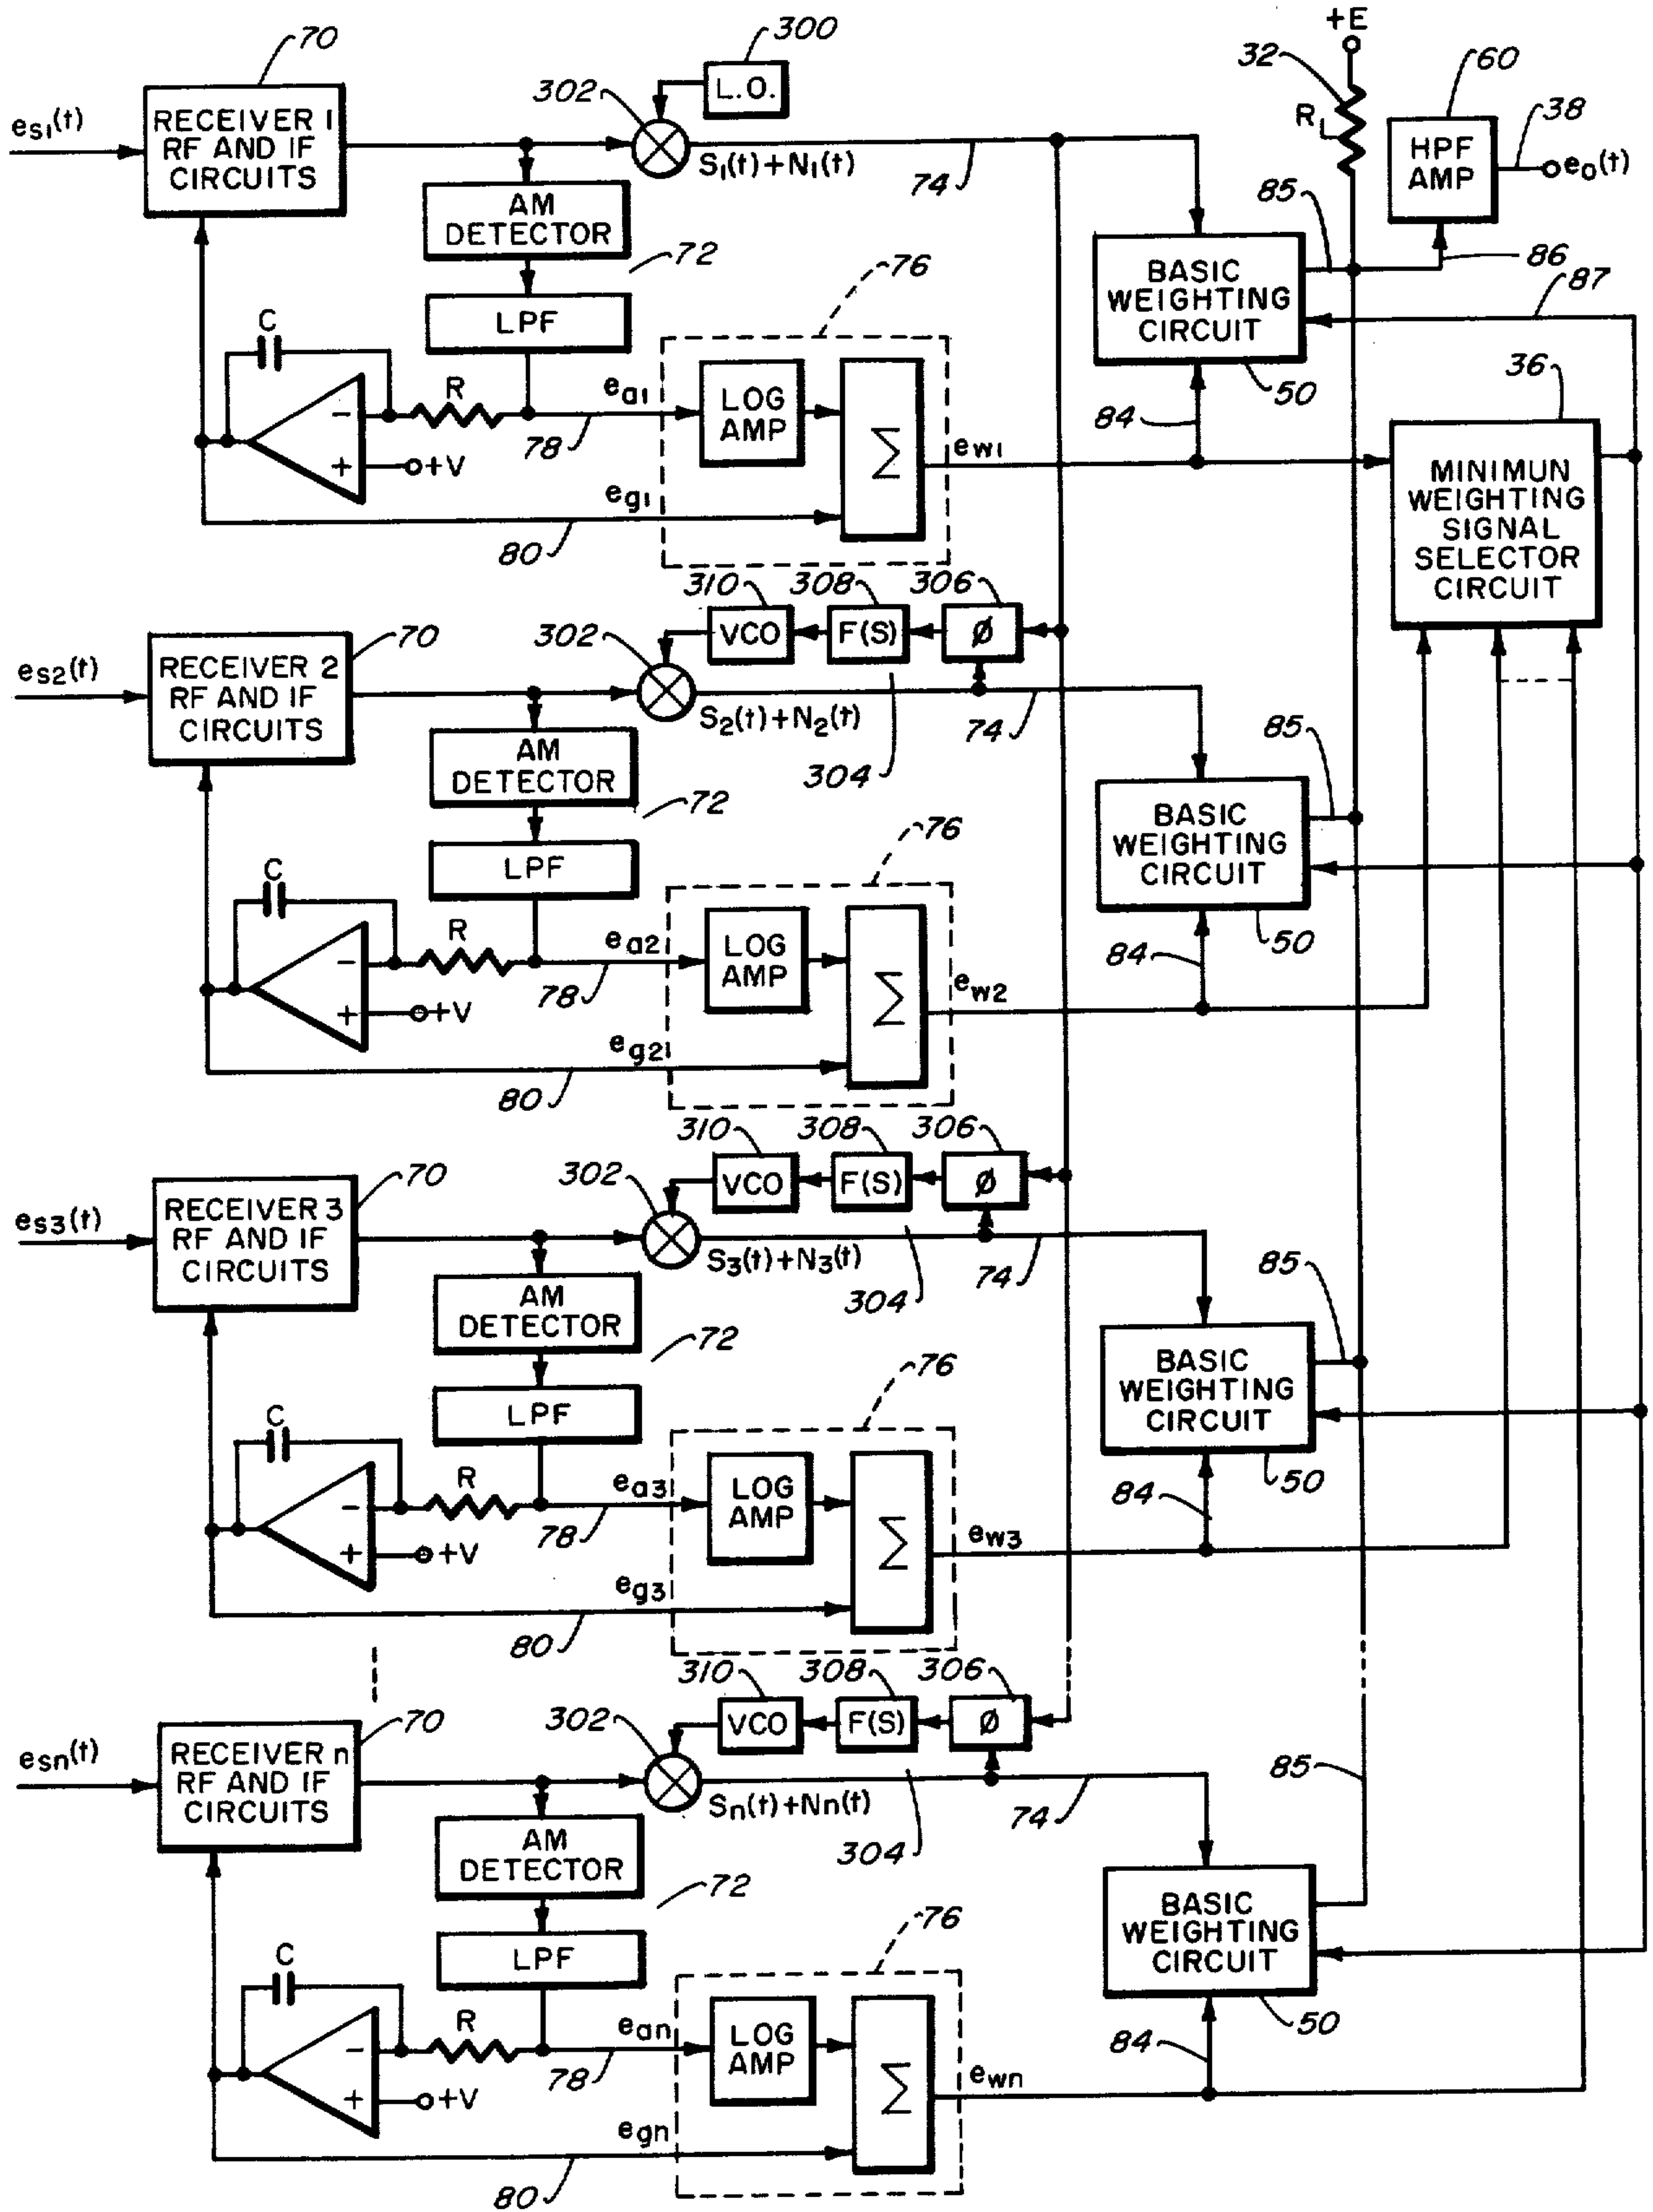 +E
70
300
32
60
302
L.O.
es1(t)
RECEIVER 1
RF AND IF
CIRCUITS
RL
HPF
AMP
38
eo(t)
S1(t)+N1(t)
74
AM
DETECTOR
85
86
72
76
BASIC
WEIGHTING
CIRCUIT
87
LPF
C
50
36
R
ea1
LOG
AMP
84
-
78
Σ
ew1
+
+V
MINIMUN
WEIGHTING
SIGNAL
SELECTOR
CIRCUIT
eg1
80
310
308
306
70
302
VCO
F(S)
ø
es2(t)
RECEIVER 2
RF AND IF
CIRCUITS
S2(t)+N2(t)
74
85
AM
DETECTOR
304
72
76
BASIC
WEIGHTING
CIRCUIT
LPF
C
50
R
ea2
LOG
AMP
84
-
78
Σ
ew2
+
+V
eg2
80
310
308
306
70
302
VCO
F(S)
ø
es3(t)
RECEIVER 3
RF AND IF
CIRCUITS
S3(t)+N3(t)
74
85
AM
DETECTOR
304
72
76
BASIC
WEIGHTING
CIRCUIT
LPF
C
50
R
ea3
LOG
AMP
84
-
78
Σ
ew3
+
+V
eg3
80
310
308
306
70
302
VCO
F(S)
ø
esn(t)
RECEIVER n
RF AND IF
CIRCUITS
Sn(t)+Nn(t)
74
85
AM
DETECTOR
304
72
76
BASIC
WEIGHTING
CIRCUIT
LPF
C
50
R
ean
LOG
AMP
84
-
78
Σ
ewn
+
+V
egn
80